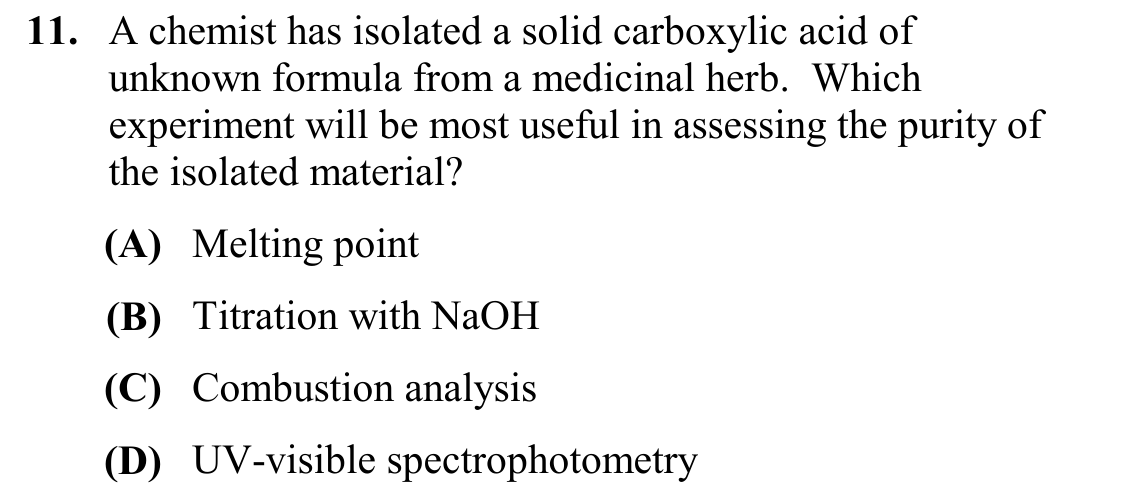 11. A chemist has isolated a solid carboxylic acid of
unknown formula from a medicinal herb. Which
experiment will be most useful in assessing the purity of
the isolated material?
(A) Melting point
(B) Titration with NaOH
(C) Combustion analysis
(D) UV-visible spectrophotometry